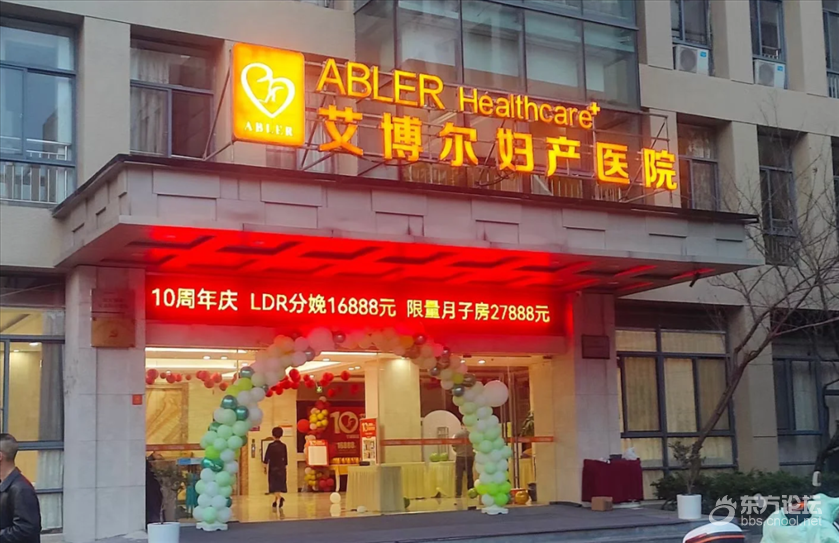 ABLER Healthcare+
ABLER
艾博尔妇产医院
10周年庆 LDR分娩16888元 限量月子房27888元
10
16888
东方论坛
bbs.cnool.net